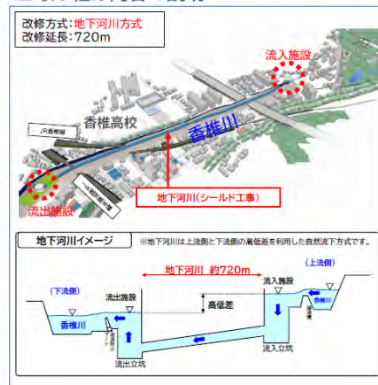 改修方式:地下河川方式
改修延長:720m
流入施設
香椎高校
香椎川
JR香椎線
流出施設
地下河川(シールド工事)
地下河川イメージ
※地下河川は上流側と下流側の高低差を利用した自然流下方式です。
(上流側)
地下河川 約720m
流入施設
(下流側)
流出施設
高低差
香椎川
香椎川
流出立坑
流入立坑